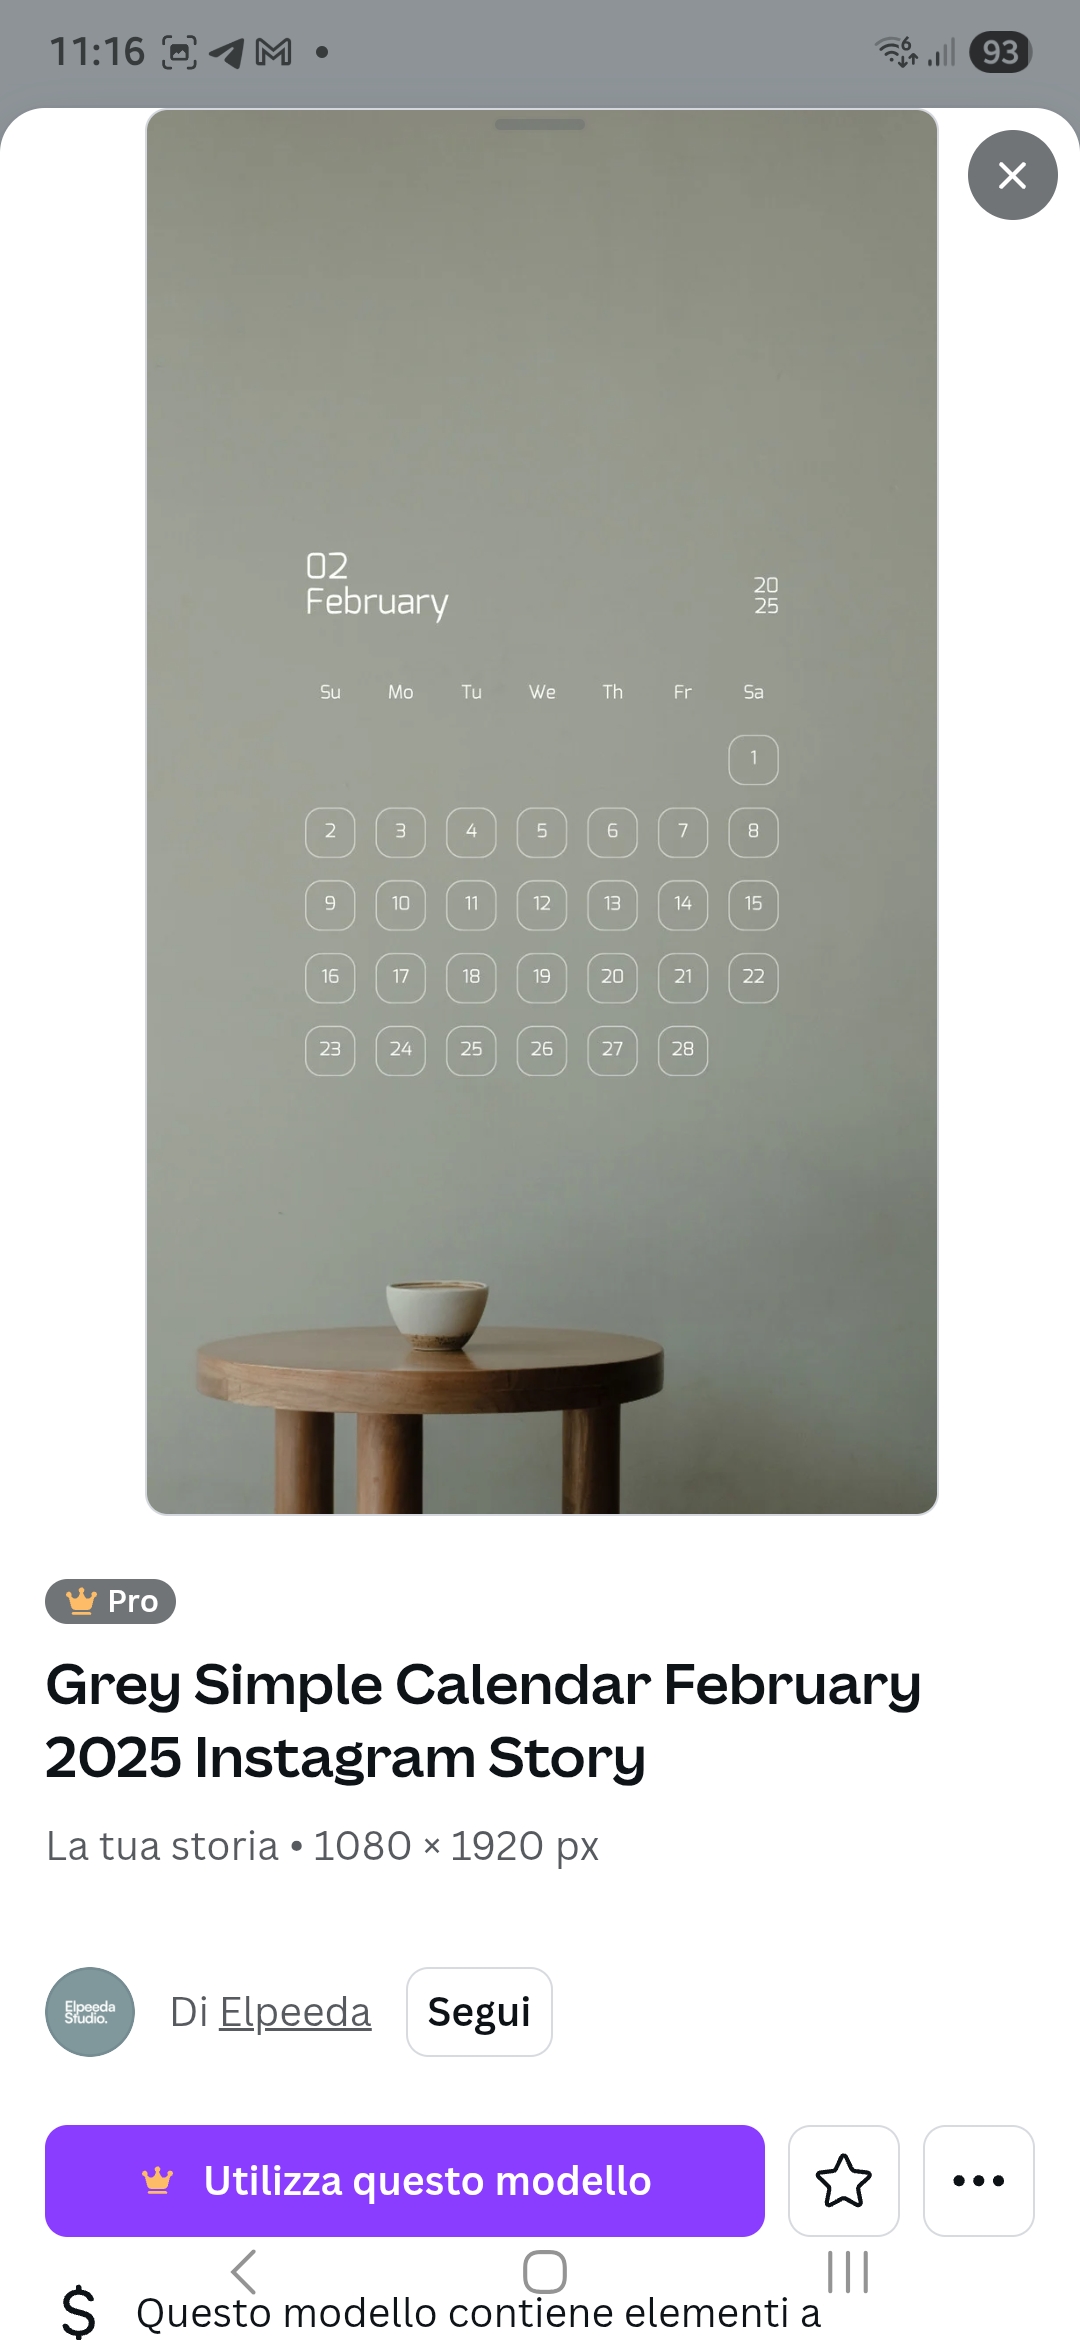 11:16
6
93
02
February
20
25
Su Mo Tu We Th Fr Sa
1
2 3 4 5 6 7 8
9 10 11 12 13 14 15
16 17 18 19 20 21 22
23 24 25 26 27 28
Pro
Grey Simple Calendar February
2025 Instagram Story
La tua storia • 1080 × 1920 px
Elpeeda
Studio.
Di Elpeeda
Segui
Utilizza questo modello
$ Questo modello contiene elementi a